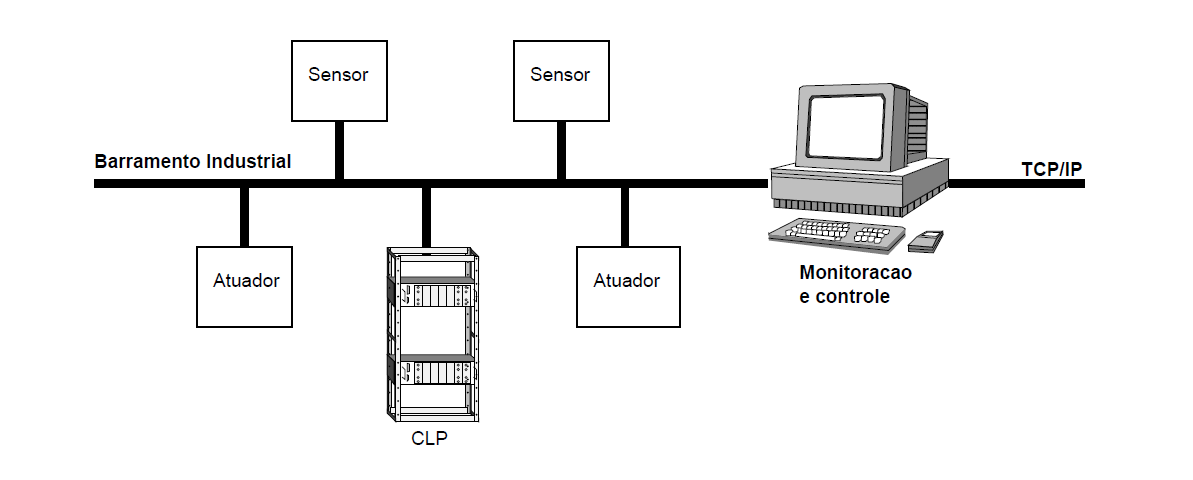 Sensor
Sensor
Barramento Industrial
TCP/IP
Atuador
Atuador
Monitoracao
e controle
CLP